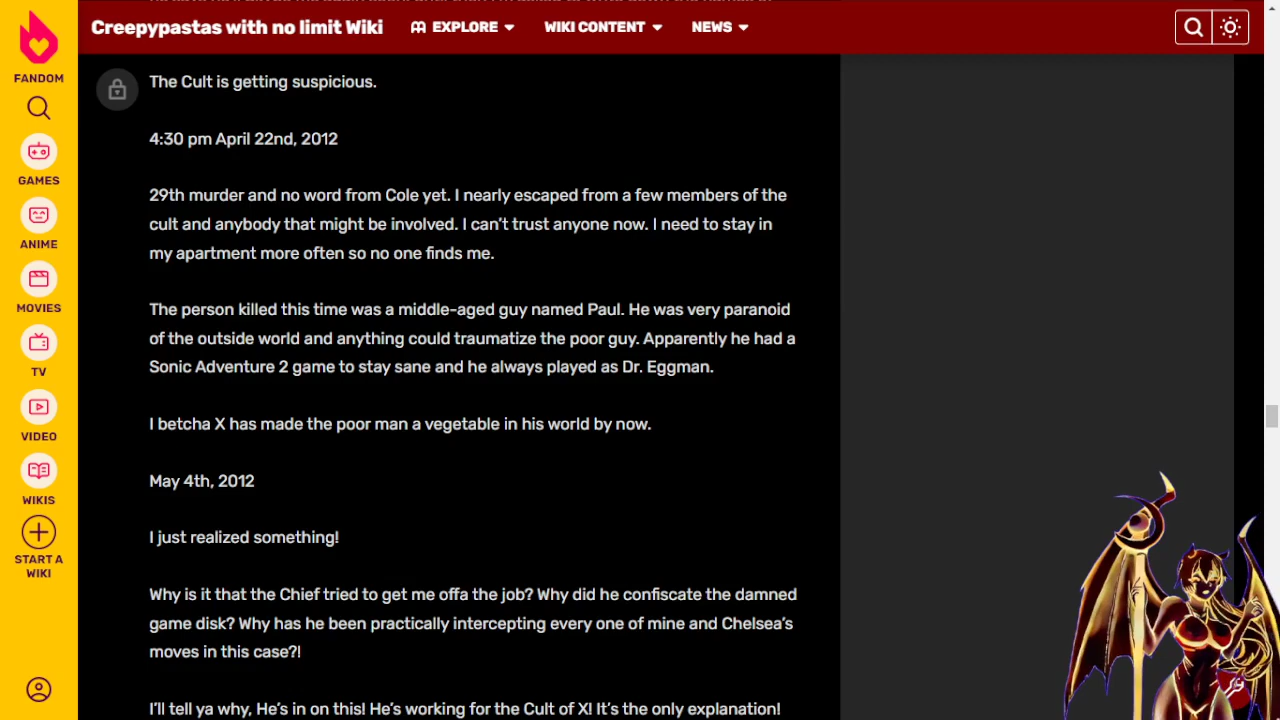 Creepypastas with no limit Wiki
EXPLORE
WIKI CONTENT
NEWS
FANDOM
GAMES
ANIME
MOVIES
TV
VIDEO
WIKIS
START A
WIKI
The Cult is getting suspicious.
4:30 pm April 22nd, 2012
29th murder and no word from Cole yet. I nearly escaped from a few members of the
cult and anybody that might be involved. I can't trust anyone now. I need to stay in
my apartment more often so no one finds me.
The person killed this time was a middle-aged guy named Paul. He was very paranoid
of the outside world and anything could traumatize the poor guy. Apparently he had a
Sonic Adventure 2 game to stay sane and he always played as Dr. Eggman.
I betcha X has made the poor man a vegetable in his world by now.
May 4th, 2012
I just realized something!
Why is it that the Chief tried to get me offa the job? Why did he confiscate the damned
game disk? Why has he been practically intercepting every one of mine and Chelsea's
moves in this case?!
I'll tell ya why, He's in on this! He's working for the Cult of X! It's the only explanation!